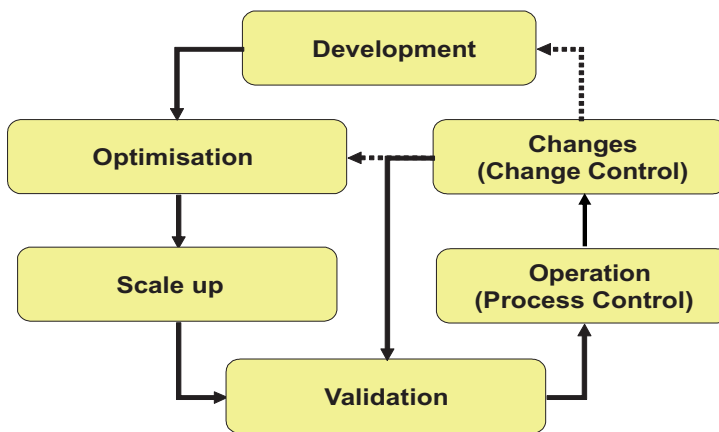 Development
Optimisation
Changes
(Change Control)
Scale up
Operation
(Process Control)
Validation